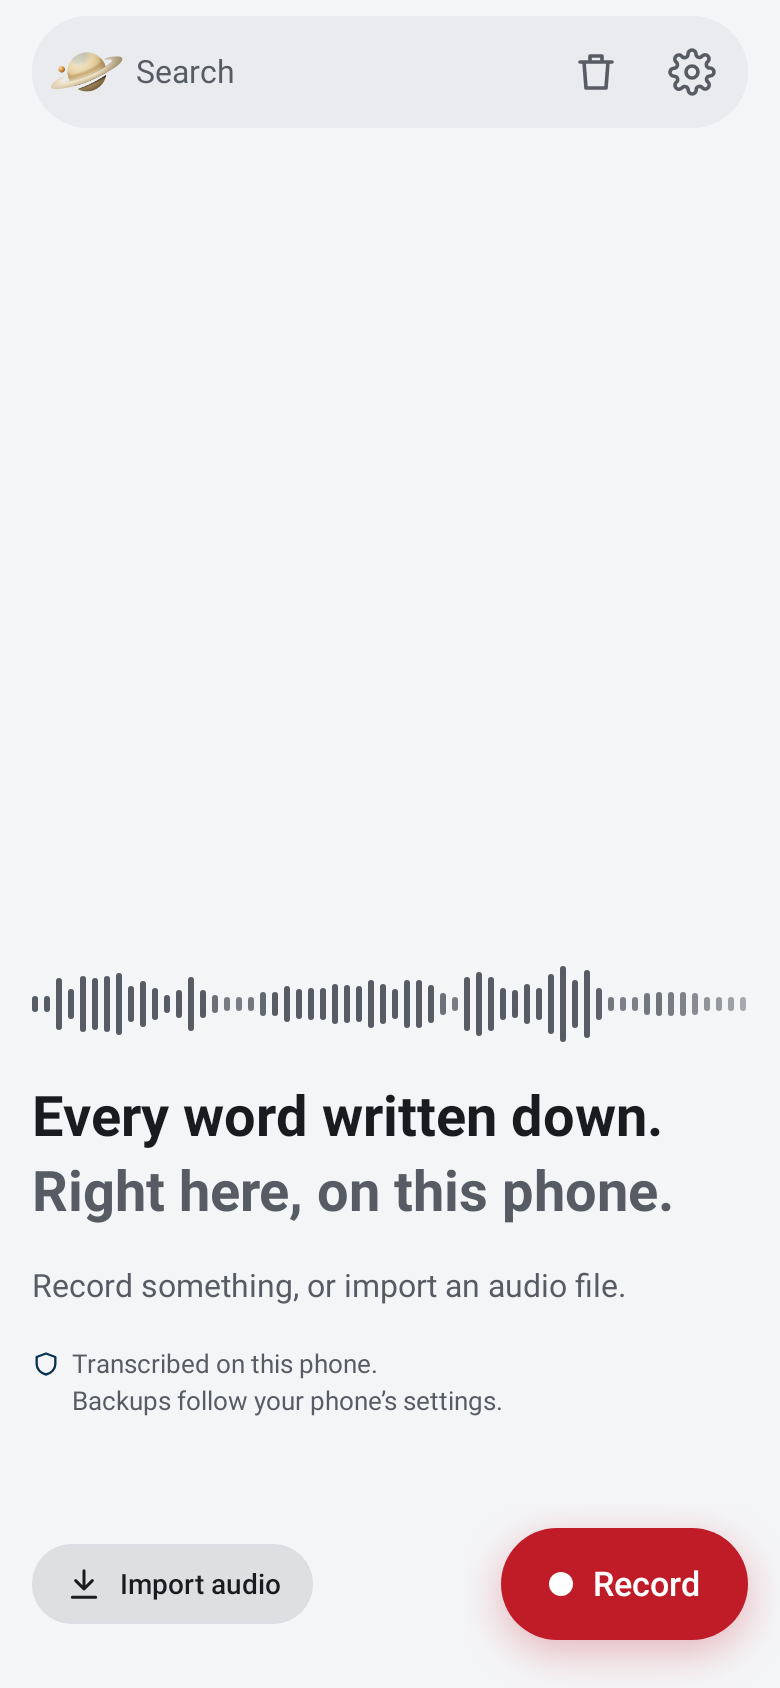 Search
Every word written down.
Right here, on this phone.
Record something, or import an audio file.
Transcribed on this phone.
Backups follow your phone’s settings.
Import audio
Record